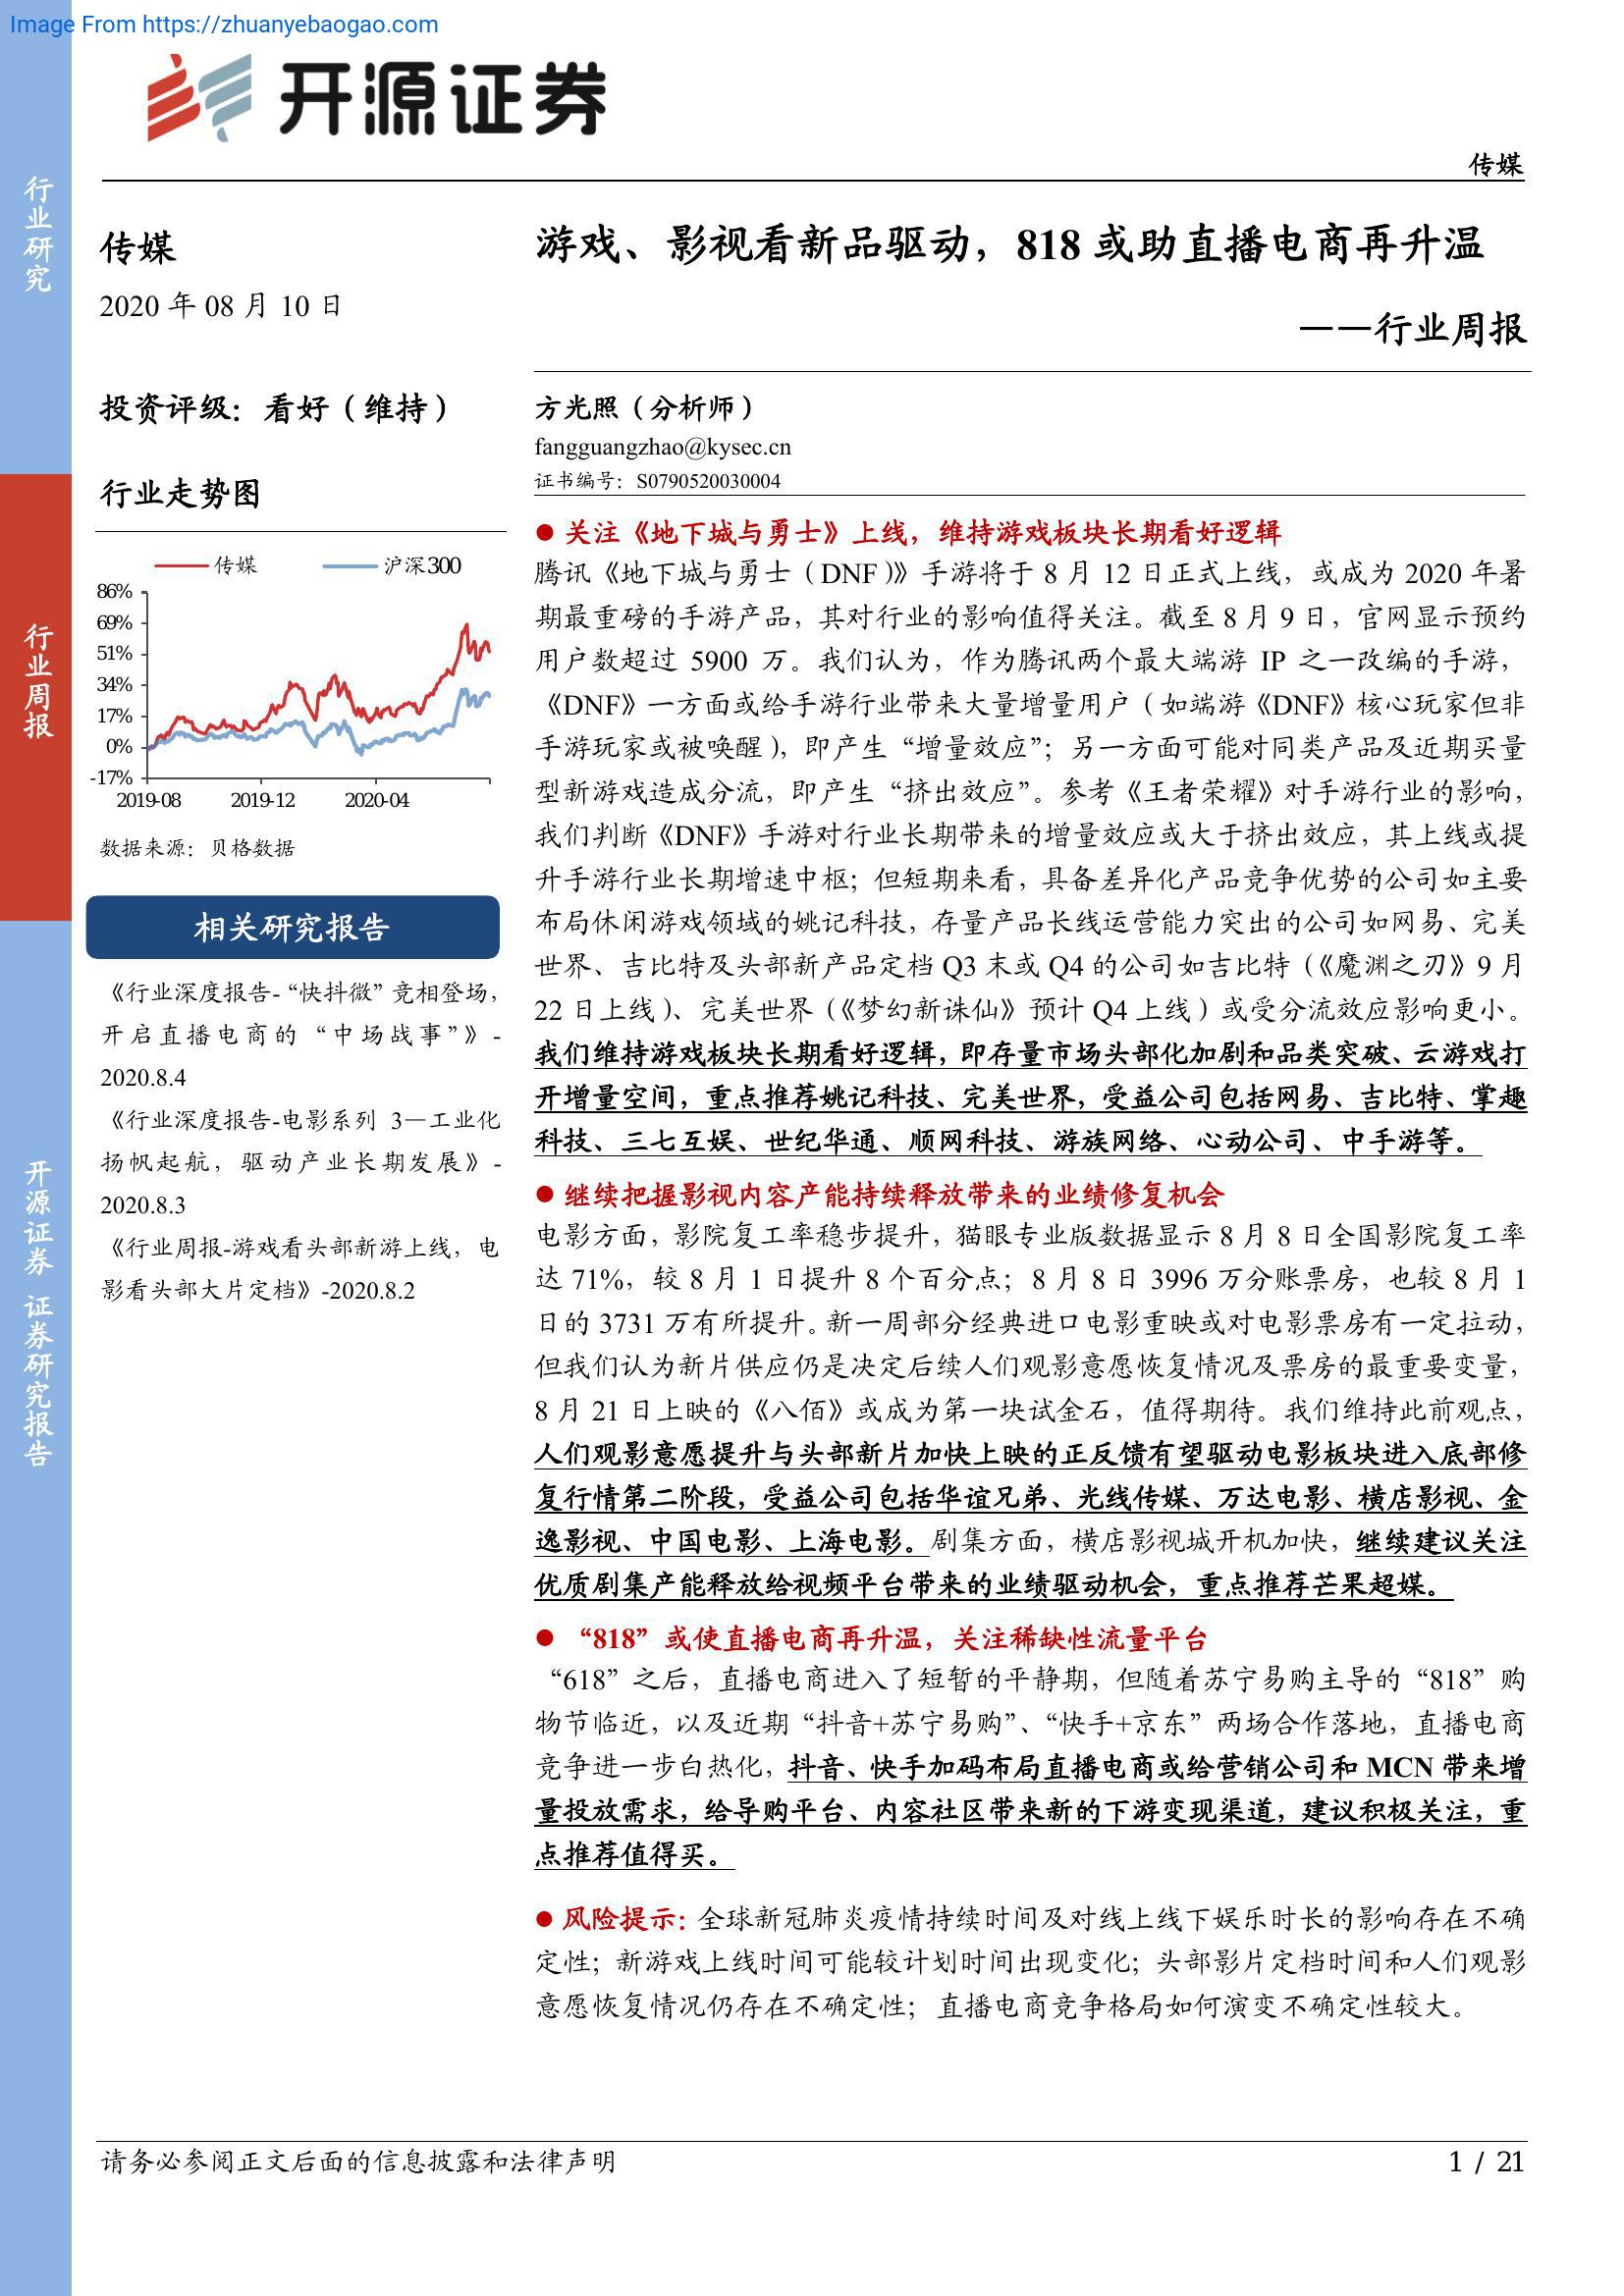 Image From https://zhuanyebaogao.com
开源证券
传媒
行业研究
行业周报
开源证券 证券研究报告
传媒
2020 年 08 月 10 日
投资评级：看好（维持）
行业走势图
传媒 沪深300
86%
69%
51%
34%
17%
0%
-17%
2019-08 2019-12 2020-04
数据来源：贝格数据
相关研究报告
《行业深度报告-“快抖微”竞相登场，
开启直播电商的“中场战事”》-
2020.8.4
《行业深度报告-电影系列 3—工业化
扬帆起航，驱动产业长期发展》-
2020.8.3
《行业周报-游戏看头部新游上线，电
影看头部大片定档》-2020.8.2
游戏、影视看新品驱动，818 或助直播电商再升温
——行业周报
方光照（分析师）
fangguangzhao@kysec.cn
证书编号：S0790520030004
● 关注《地下城与勇士》上线，维持游戏板块长期看好逻辑
腾讯《地下城与勇士（DNF）》手游将于 8 月 12 日正式上线，或成为 2020 年暑
期最重磅的手游产品，其对行业的影响值得关注。截至 8 月 9 日，官网显示预约
用户数超过 5900 万。我们认为，作为腾讯两个最大端游 IP 之一改编的手游，
《DNF》一方面或给手游行业带来大量增量用户（如端游《DNF》核心玩家但非
手游玩家或被唤醒），即产生“增量效应”；另一方面可能对同类产品及近期买量
型新游戏造成分流，即产生“挤出效应”。参考《王者荣耀》对手游行业的影响，
我们判断《DNF》手游对行业长期带来的增量效应或大于挤出效应，其上线或提
升手游行业长期增速中枢；但短期来看，具备差异化产品竞争优势的公司如主要
布局休闲游戏领域的姚记科技，存量产品长线运营能力突出的公司如网易、完美
世界、吉比特及头部新产品定档 Q3 末或 Q4 的公司如吉比特（《魔渊之刃》9 月
22 日上线）、完美世界（《梦幻新诛仙》预计 Q4 上线）或受分流效应影响更小。
我们维持游戏板块长期看好逻辑，即存量市场头部化加剧和品类突破、云游戏打
开增量空间，重点推荐姚记科技、完美世界，受益公司包括网易、吉比特、掌趣
科技、三七互娱、世纪华通、顺网科技、游族网络、心动公司、中手游等。
● 继续把握影视内容产能持续释放带来的业绩修复机会
电影方面，影院复工率稳步提升，猫眼专业版数据显示 8 月 8 日全国影院复工率
达 71%，较 8 月 1 日提升 8 个百分点；8 月 8 日 3996 万分账票房，也较 8 月 1
日的 3731 万有所提升。新一周部分经典进口电影重映或对电影票房有一定拉动，
但我们认为新片供应仍是决定后续人们观影意愿恢复情况及票房的最重要变量，
8 月 21 日上映的《八佰》或成为第一块试金石，值得期待。我们维持此前观点，
人们观影意愿提升与头部新片加快上映的正反馈有望驱动电影板块进入底部修
复行情第二阶段，受益公司包括华谊兄弟、光线传媒、万达电影、横店影视、金
逸影视、中国电影、上海电影。剧集方面，横店影视城开机加快，继续建议关注
优质剧集产能释放给视频平台带来的业绩驱动机会，重点推荐芒果超媒。
● “818”或使直播电商再升温，关注稀缺性流量平台
“618”之后，直播电商进入了短暂的平静期，但随着苏宁易购主导的“818”购
物节临近，以及近期“抖音+苏宁易购”、“快手+京东”两场合作落地，直播电商
竞争进一步白热化，抖音、快手加码布局直播电商或给营销公司和 MCN 带来增
量投放需求，给导购平台、内容社区带来新的下游变现渠道，建议积极关注，重
点推荐值得买。
● 风险提示：全球新冠肺炎疫情持续时间及对线上线下娱乐时长的影响存在不确
定性；新游戏上线时间可能较计划时间出现变化；头部影片定档时间和人们观影
意愿恢复情况仍存在不确定性；直播电商竞争格局如何演变不确定性较大。
请务必参阅正文后面的信息披露和法律声明
1 / 21